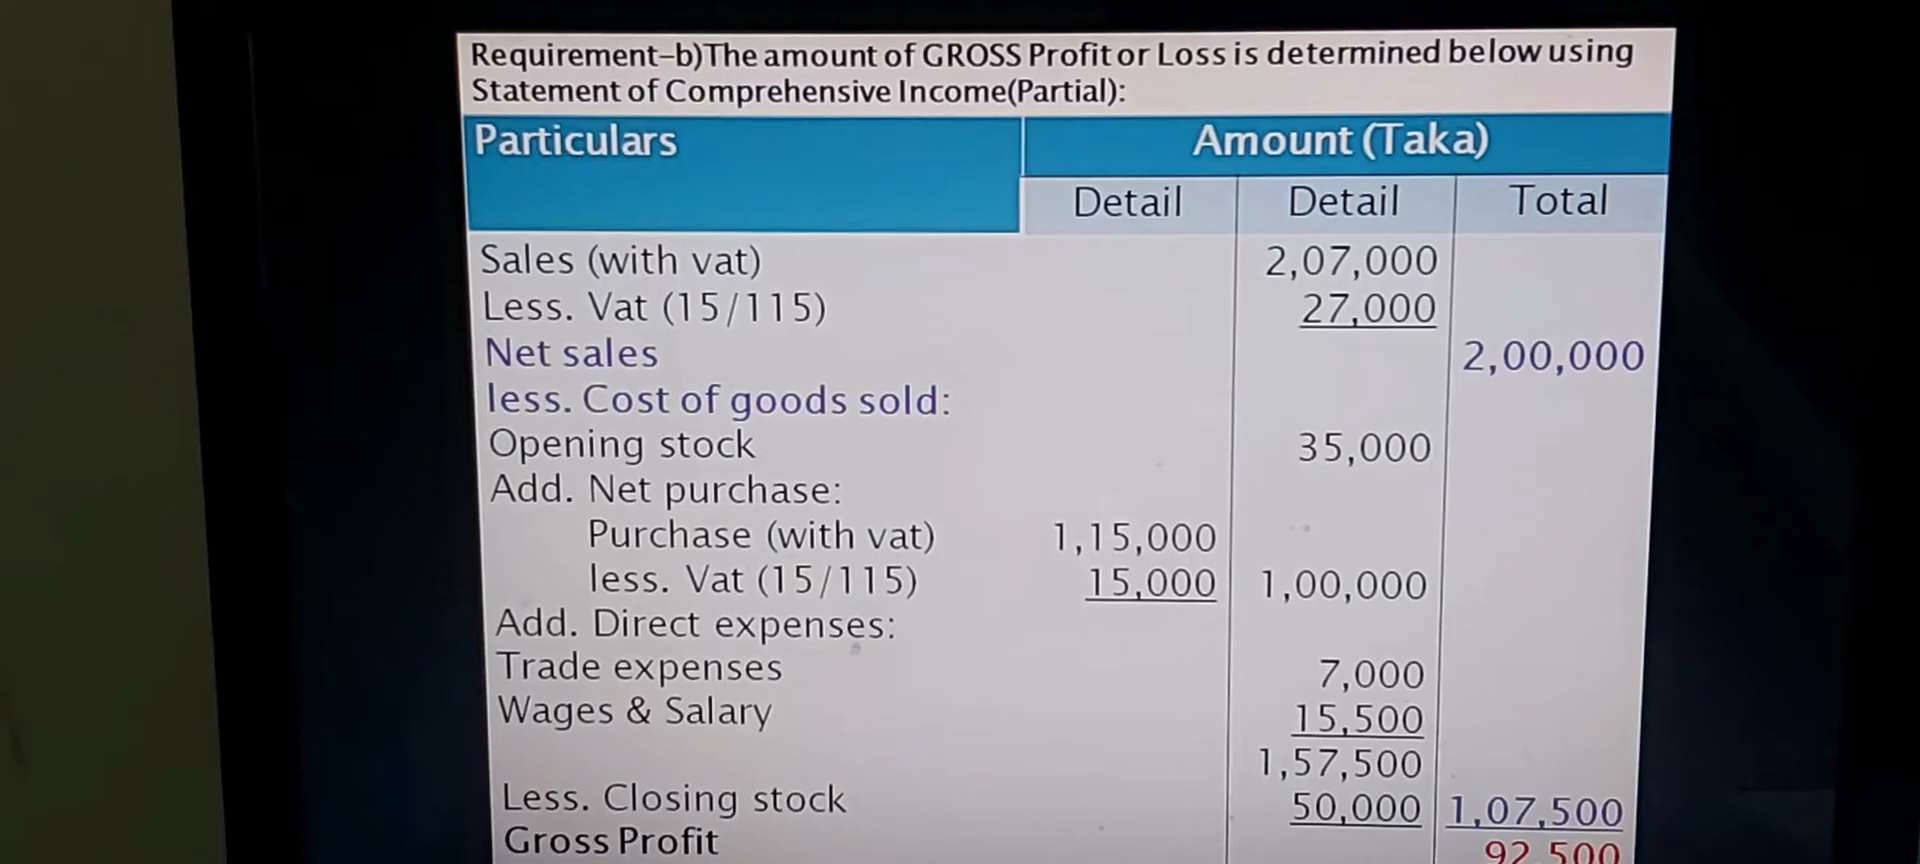 Requirement-b)The amount of GROSS Profit or Loss is determined below using
Statement of Comprehensive Income(Partial):
Particulars Amount (Taka)
Detail Detail Total
Sales (with vat) 2,07,000
Less. Vat (15/115) 27,000
Net sales 2,00,000
less. Cost of goods sold:
Opening stock 35,000
Add. Net purchase:
Purchase (with vat) 1,15,000
less. Vat (15/115) 15,000 1,00,000
Add. Direct expenses:
Trade expenses 7,000
Wages & Salary 15,500
1,57,500
Less. Closing stock 50,000 1,07,500
Gross Profit 92,500